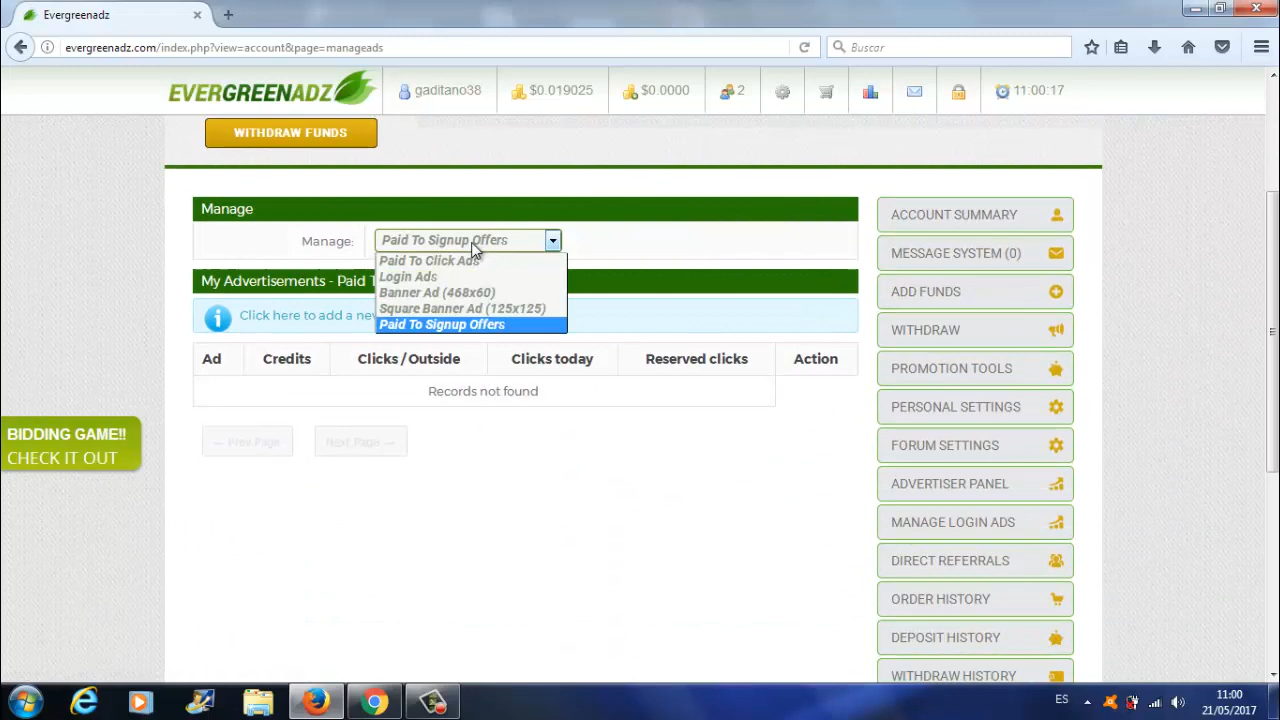 Evergreenadz
evergreenadz.com/index.php?view=account&page=manageads
Buscar
EVERGREENADZ
gaditano38
$0.019025
$0.0000
2
11:00:17
WITHDRAW FUNDS
Manage
Manage:
Paid To Signup Offers
Paid To Click Ads
Login Ads
Banner Ad (468x60)
Square Banner Ad (125x125)
Paid To Signup Offers
My Advertisements - Paid T
Click here to add a new
Ad
Credits
Clicks / Outside
Clicks today
Reserved clicks
Action
Records not found
← Prev Page
Next Page →
BIDDING GAME!!
CHECK IT OUT
ACCOUNT SUMMARY
MESSAGE SYSTEM (0)
ADD FUNDS
WITHDRAW
PROMOTION TOOLS
PERSONAL SETTINGS
FORUM SETTINGS
ADVERTISER PANEL
MANAGE LOGIN ADS
DIRECT REFERRALS
ORDER HISTORY
DEPOSIT HISTORY
WITHDRAW HISTORY
ES
11:00
21/05/2017